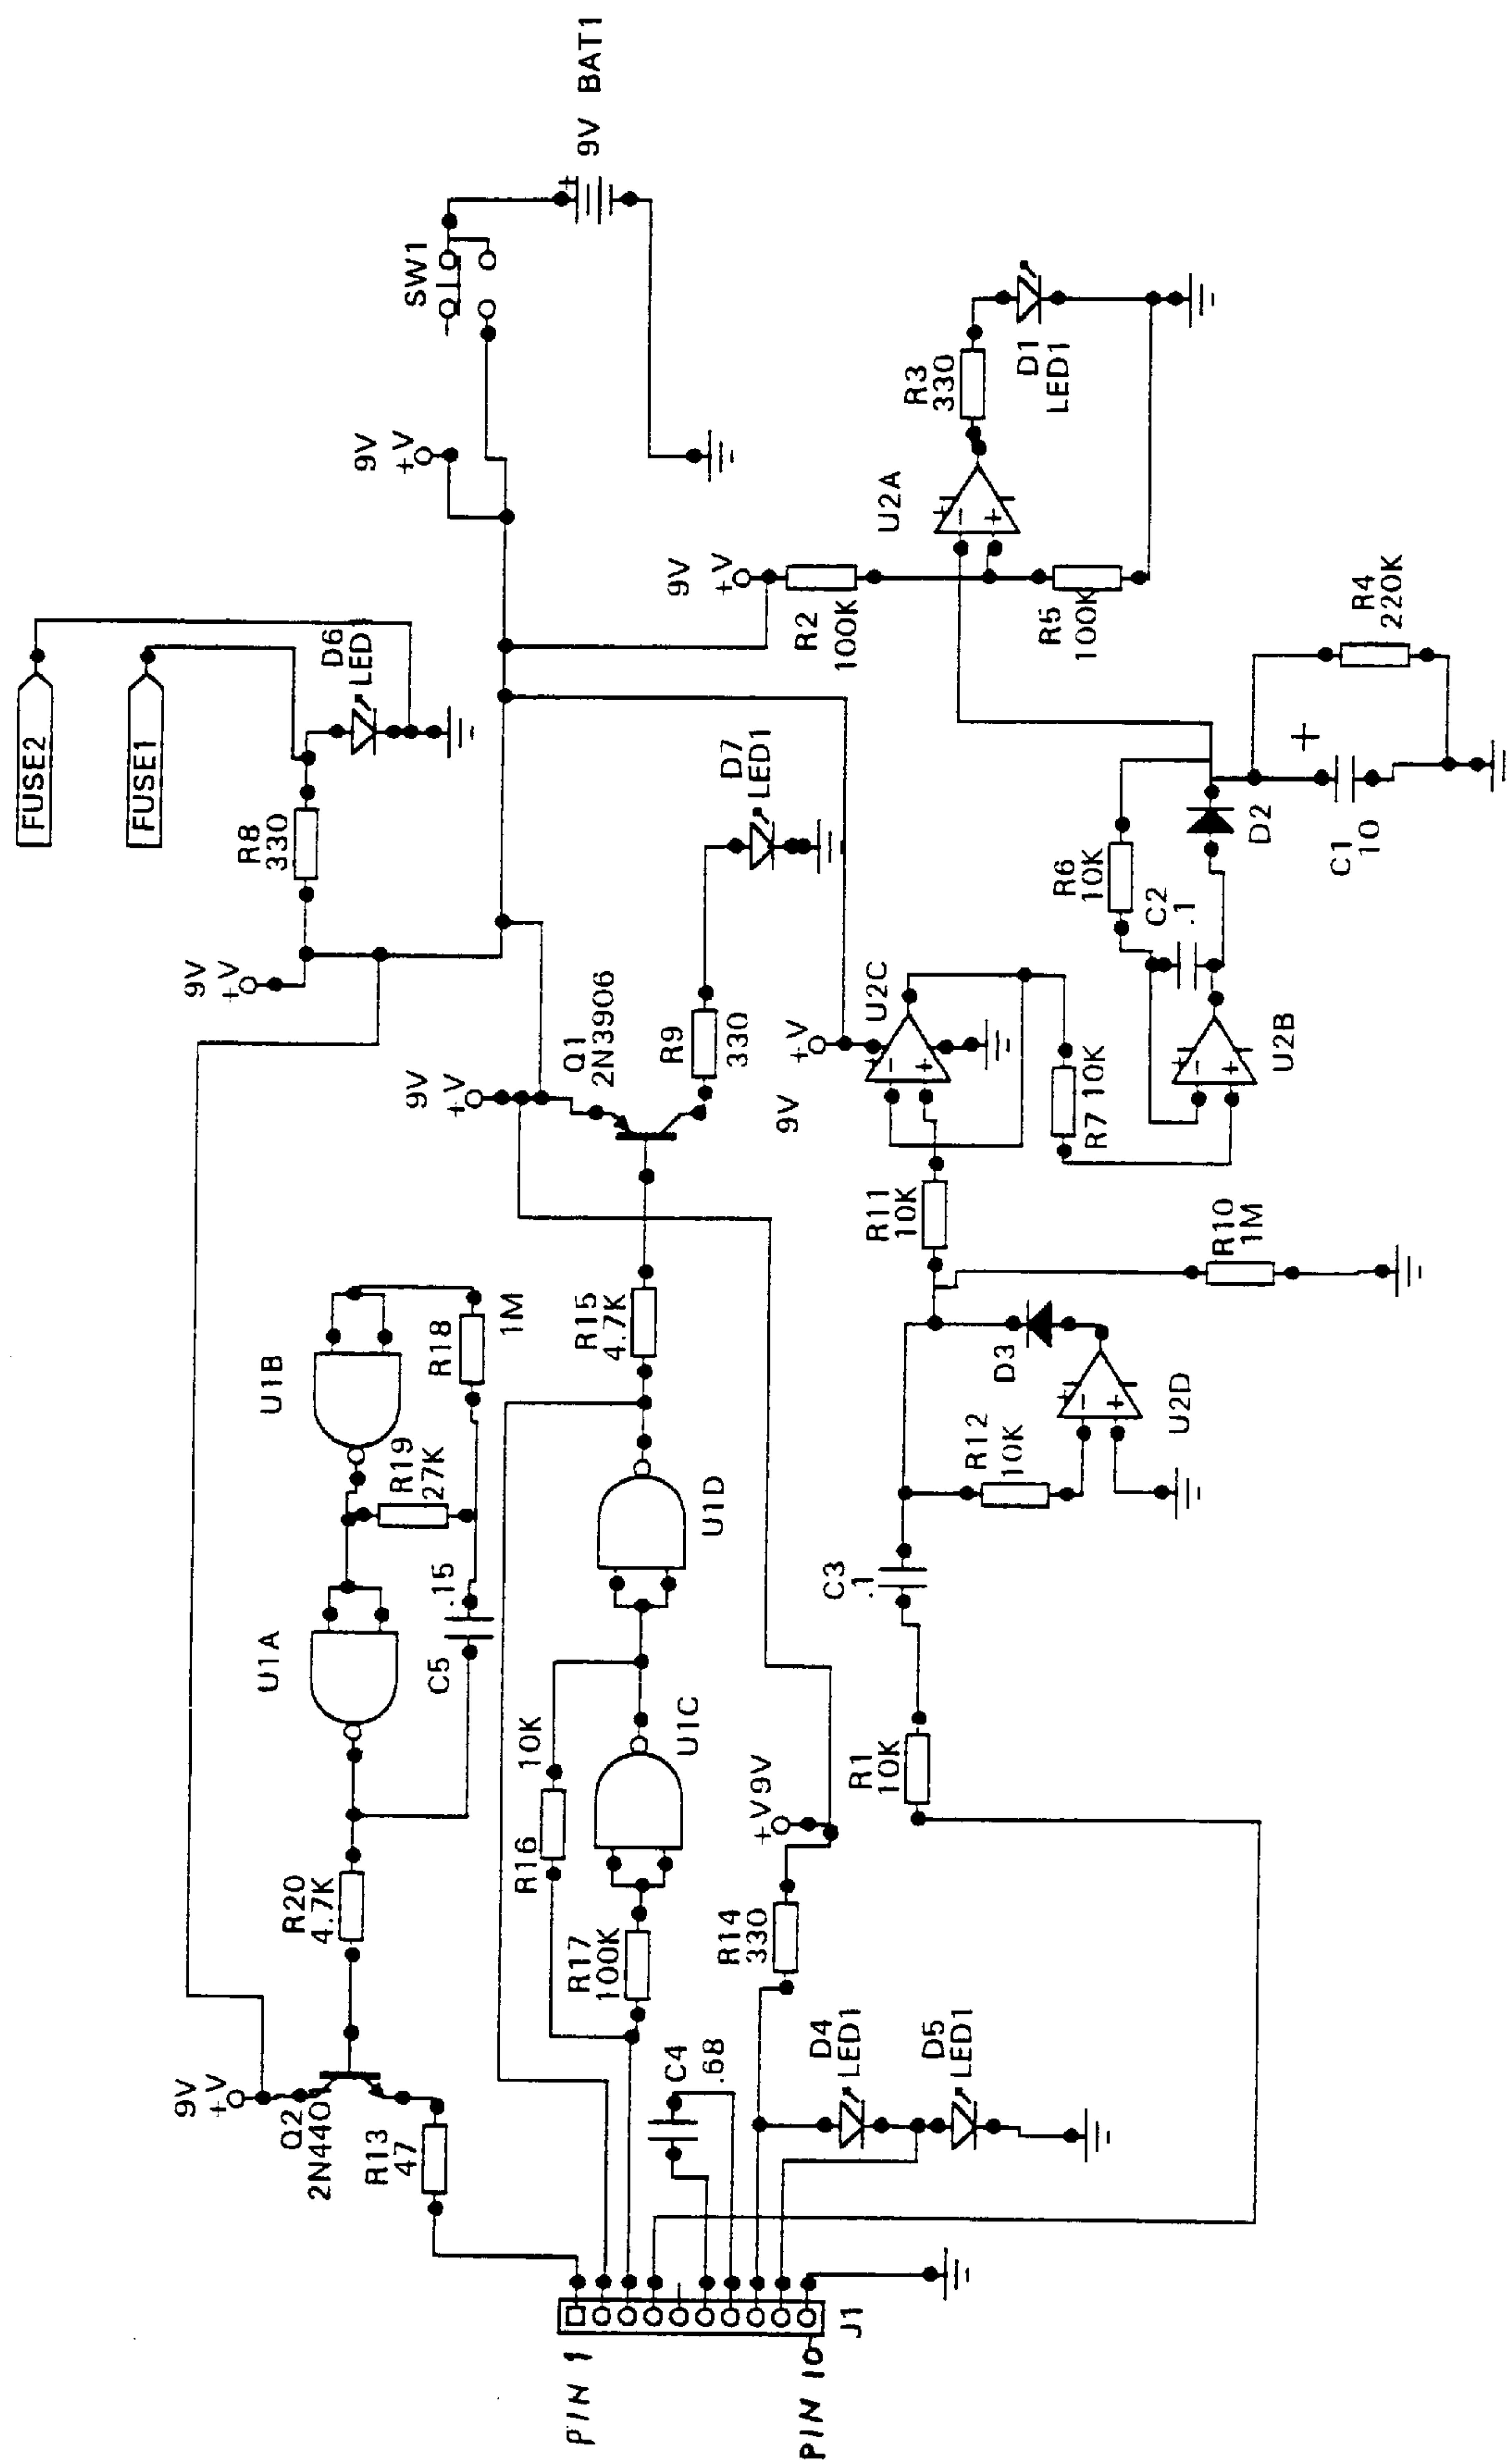 FUSE2
FUSE1
R8
330
D6
LED
9V
+V
9V
+V
SW1
9V BAT1
9V
+V
Q2
2N440
R13
47
R20
4.7K
U1A
C5
.15
R19
27K
U1B
R18
1M
9V
+V
Q1
2N3906
R9
330
D7
LED1
R15
4.7K
U1D
U1C
R16
10K
R17
100K
C4
.68
R14
330
+V9V
D4
LED1
D5
LED1
PIN 1
J1
PIN 10
R1
10K
C3
.1
R12
10K
D3
U2D
R11
10K
R10
1M
9V
+V
U2C
R7 10K
U2B
C2
.1
R6
10K
D2
C1
10
+
R4
220K
9V
+V
R2
100K
R5
100K
U2A
R3
330
D1
LED1